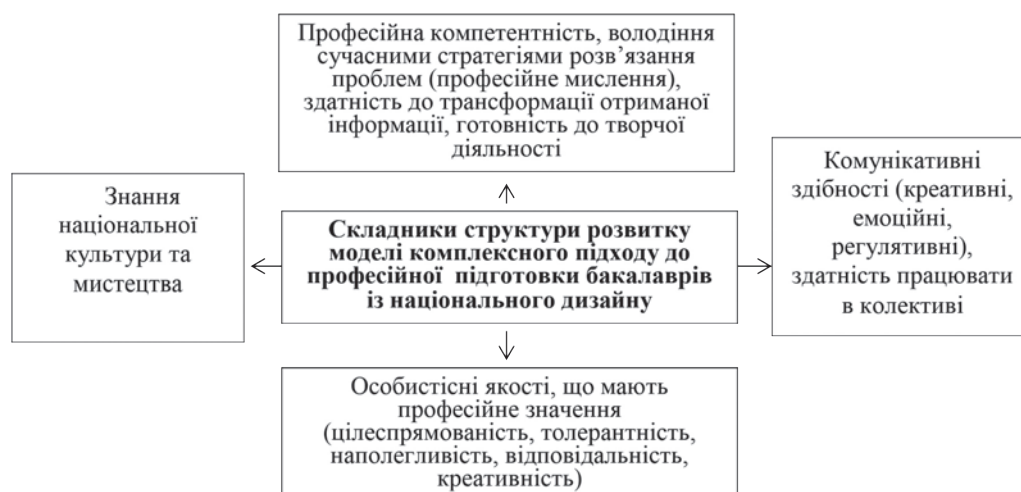 Професійна компетентність, володіння
сучасними стратегіями розв’язання
проблем (професійне мислення),
здатність до трансформації отриманої
інформації, готовність до творчої
діяльності
Знання
національної
культури та
мистецтва
Складники структури розвитку
моделі комплексного підходу до
професійної підготовки бакалаврів
із національного дизайну
Комунікативні
здібності (креативні,
емоційні,
регулятивні),
здатність працювати
в колективі
Особистісні якості, що мають
професійне значення
(цілеспрямованість, толерантність,
наполегливість, відповідальність,
креативність)